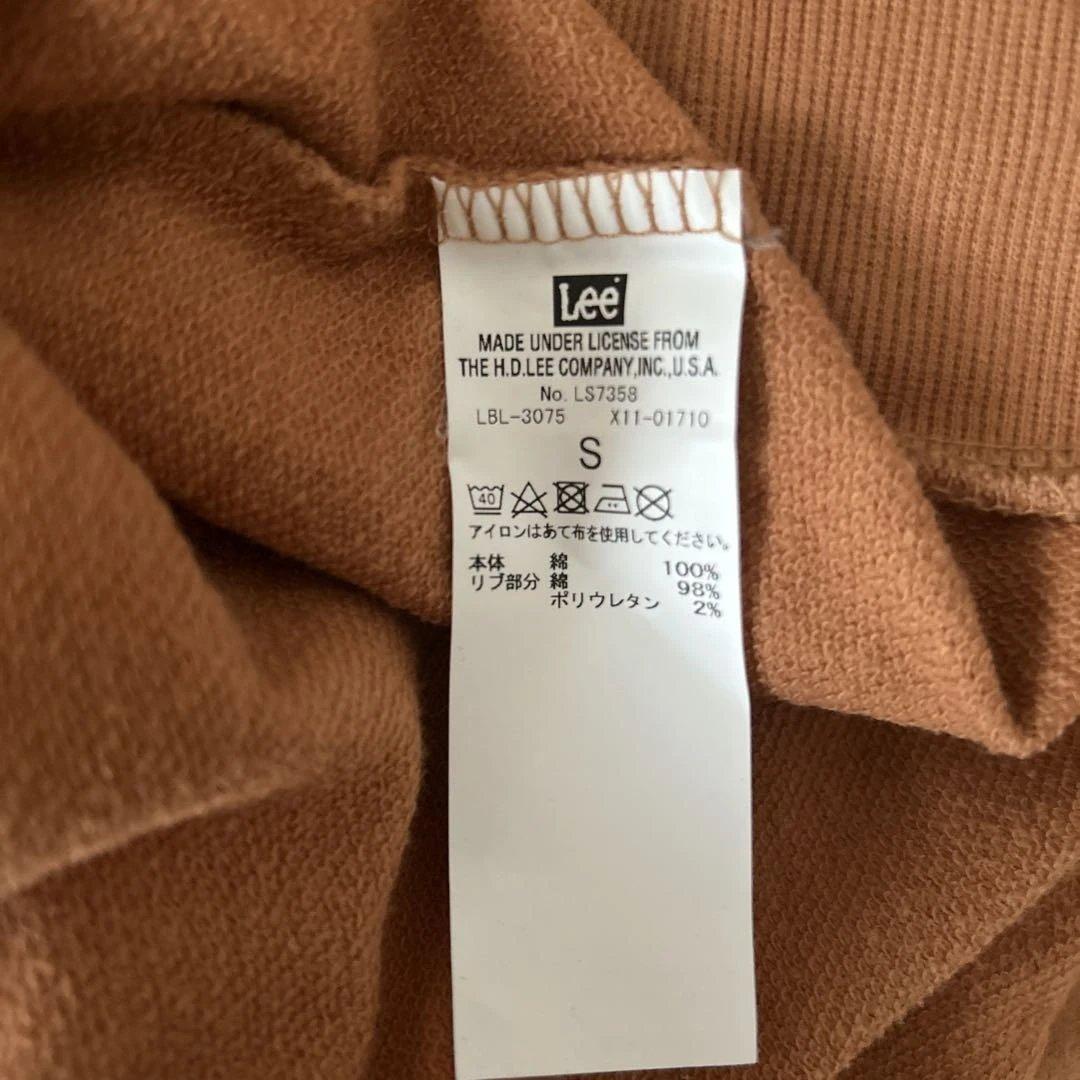 Lee
MADE UNDER LICENSE FROM
THE H.D.LEE COMPANY,INC.,U.S.A.
No. LS7358
LBL-3075 X11-01710
S
40
アイロンはあて布を使用してください。
本体 綿 100%
リブ部分 綿 98%
ポリウレタン 2%